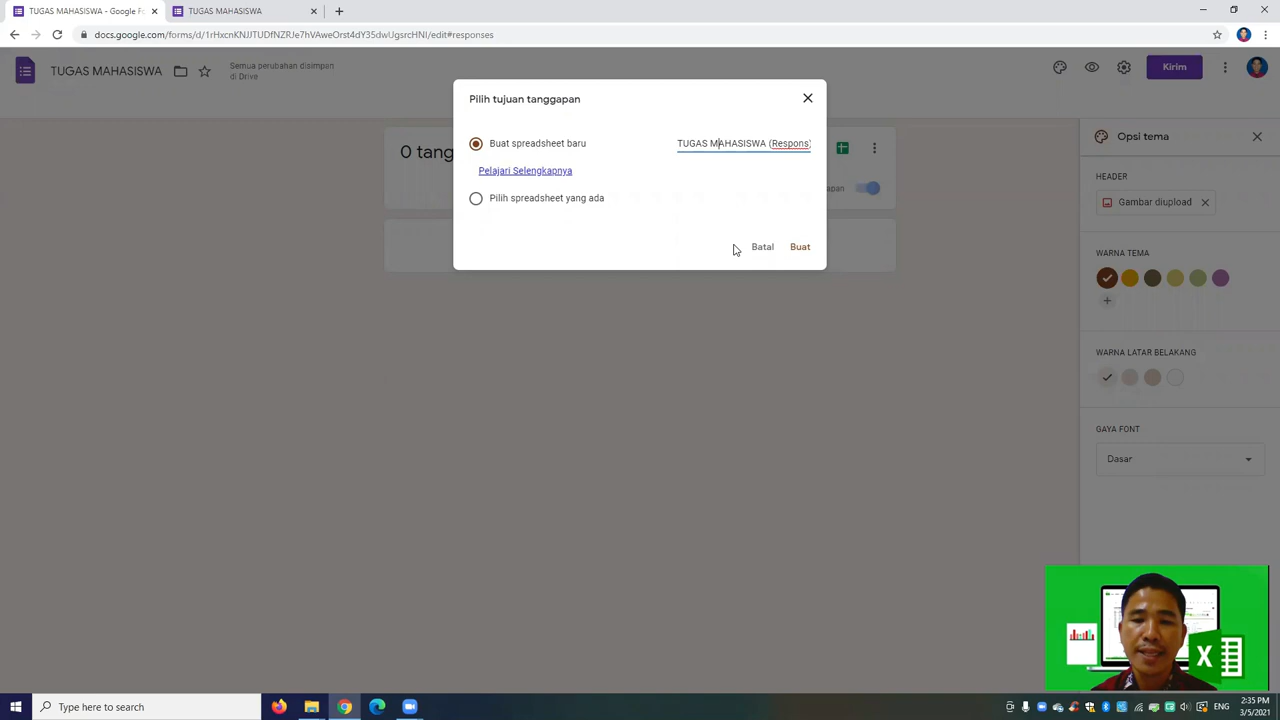 TUGAS MAHASISWA - Google Fo
TUGAS MAHASISWA
docs.google.com/forms/d/1rHxcnKNJJTUDfNZRJe7hVAweOrst4dY35dwUgsrcHNI/edit#responses
TUGAS MAHASISWA
Semua perubahan disimpan
di Drive
Kirim
Pilih tujuan tanggapan
Buat spreadsheet baru
TUGAS MAHASISWA (Respons)
Pelajari Selengkapnya
Pilih spreadsheet yang ada
Batal
Buat
0 tang
apan
Opsi tema
HEADER
Gambar diupload
WARNA TEMA
WARNA LATAR BELAKANG
GAYA FONT
Dasar
X
Type here to search
ENG
2:35 PM
3/5/2021